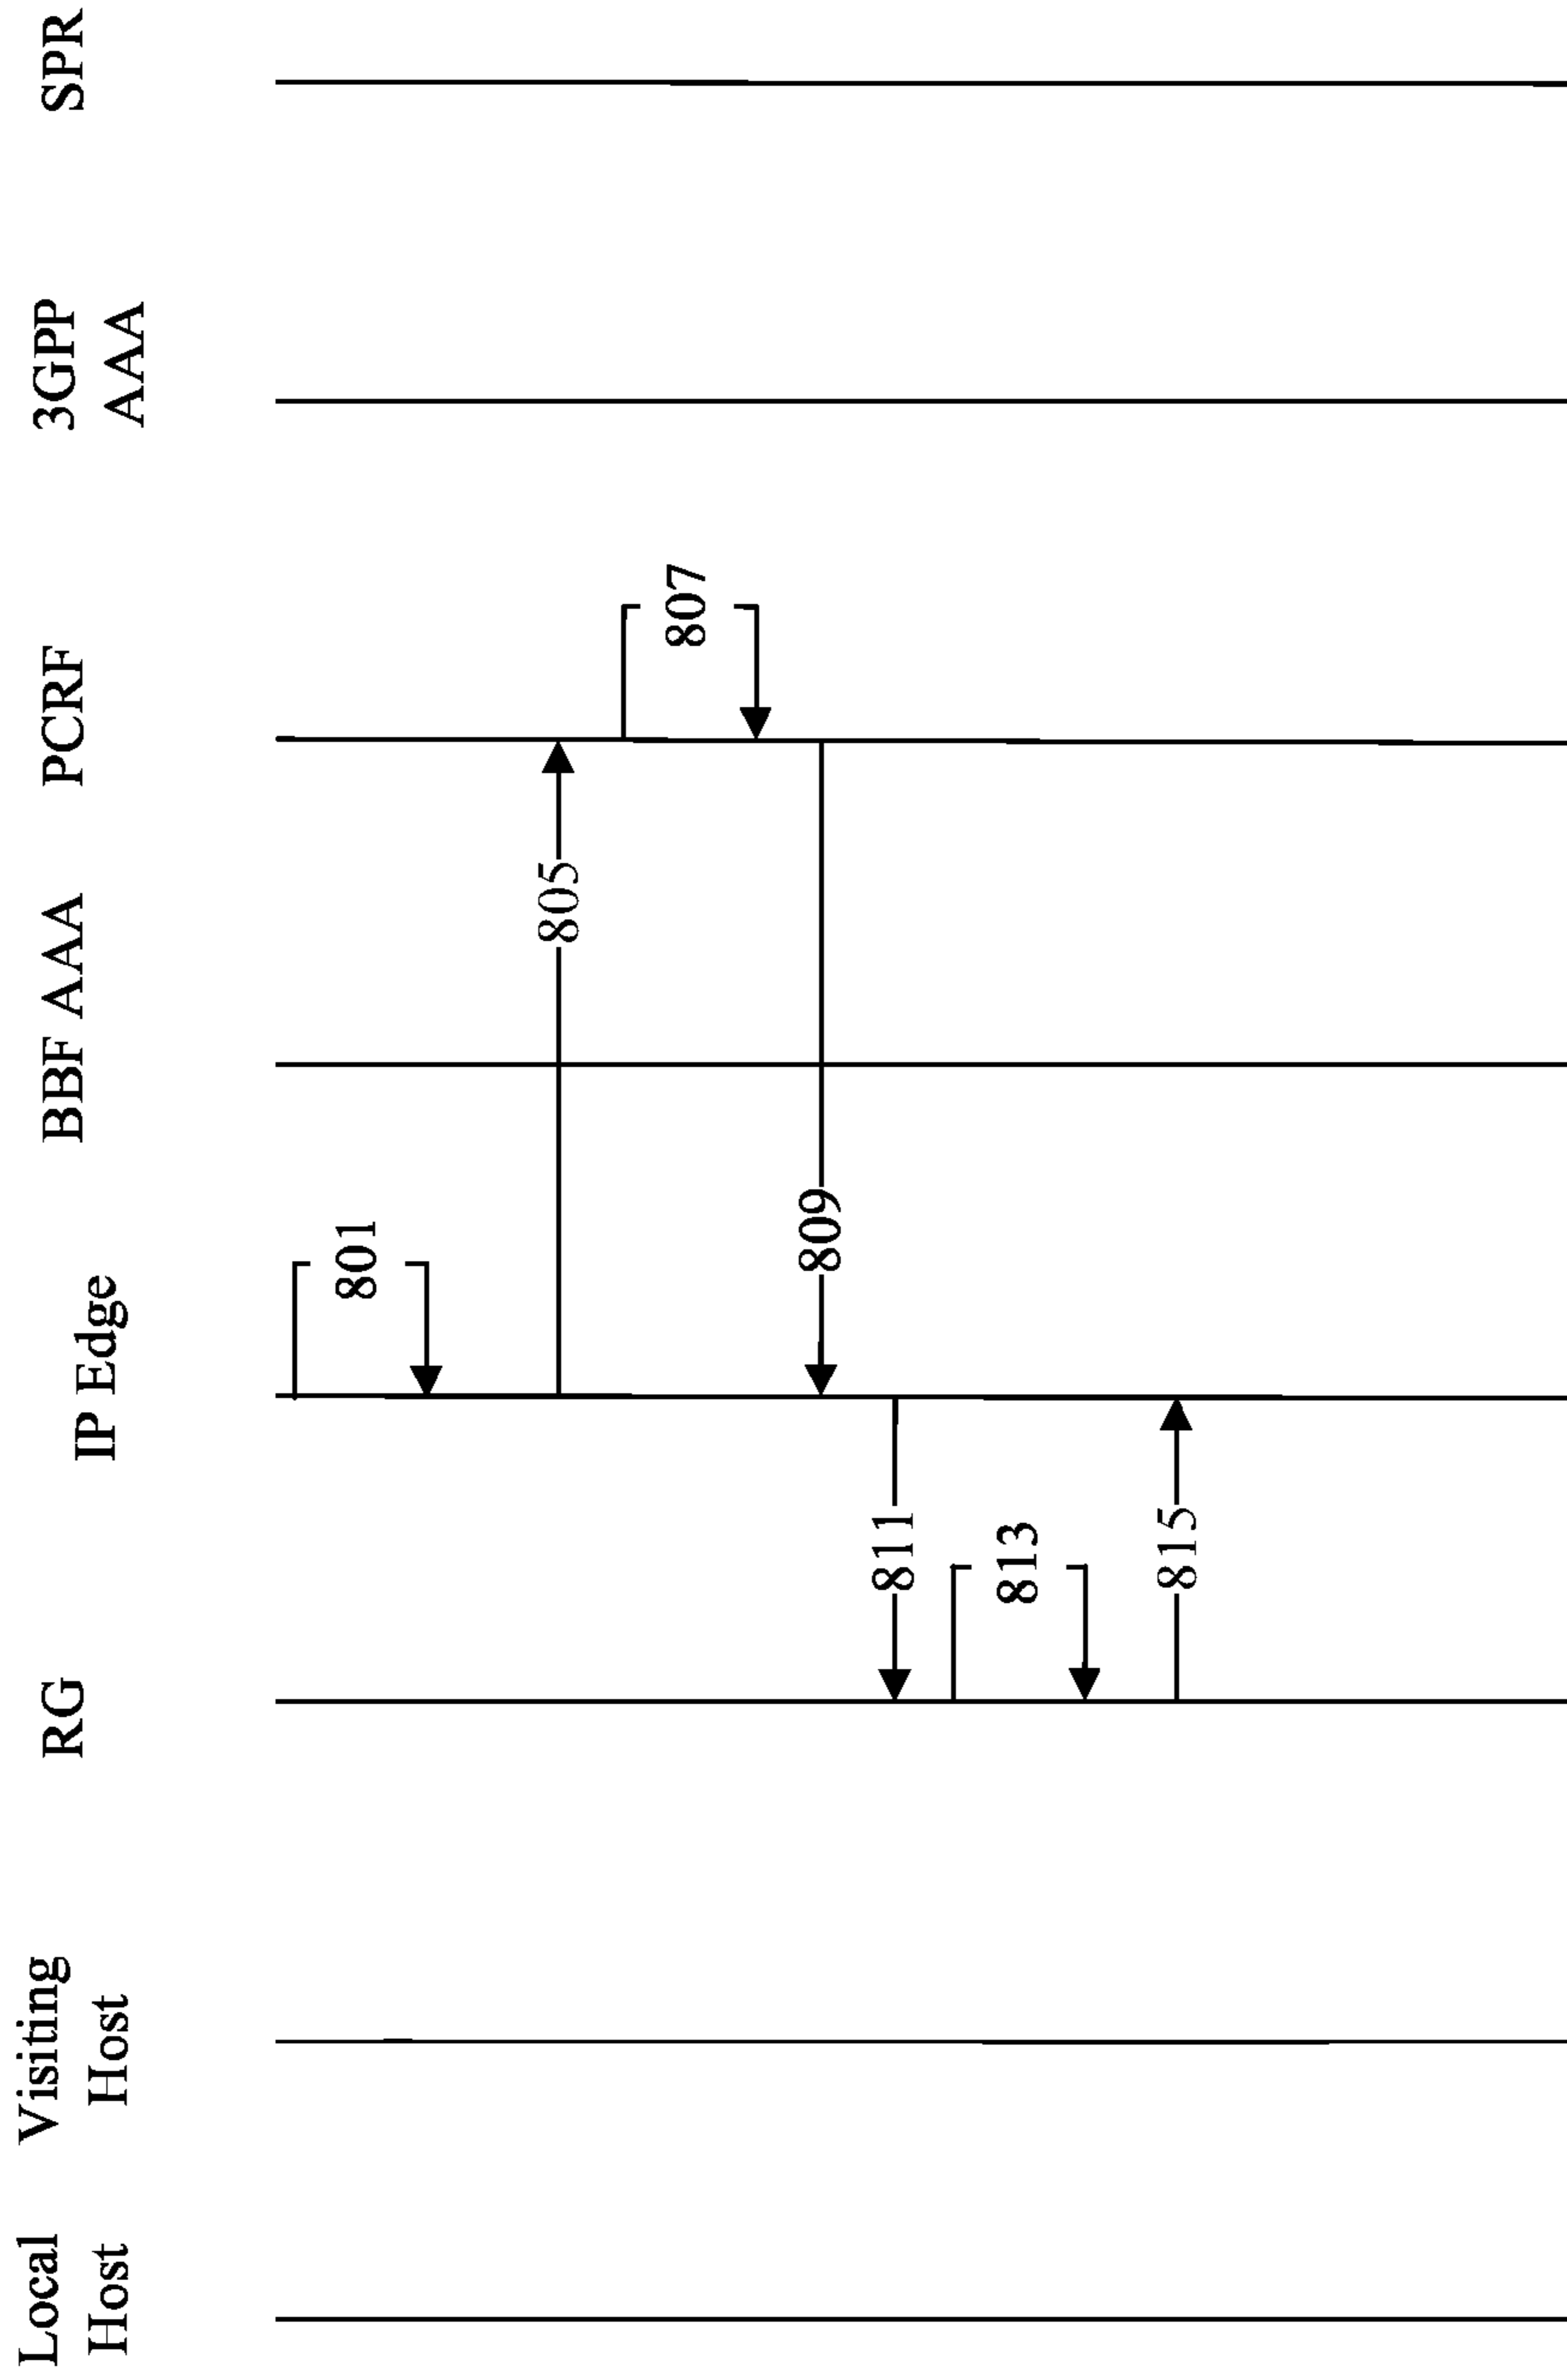 Local
Host
Visiting
Host
RG
IP Edge
BBF AAA
PCRF
3GPP
AAA
SPR
801
805
807
809
811
813
815